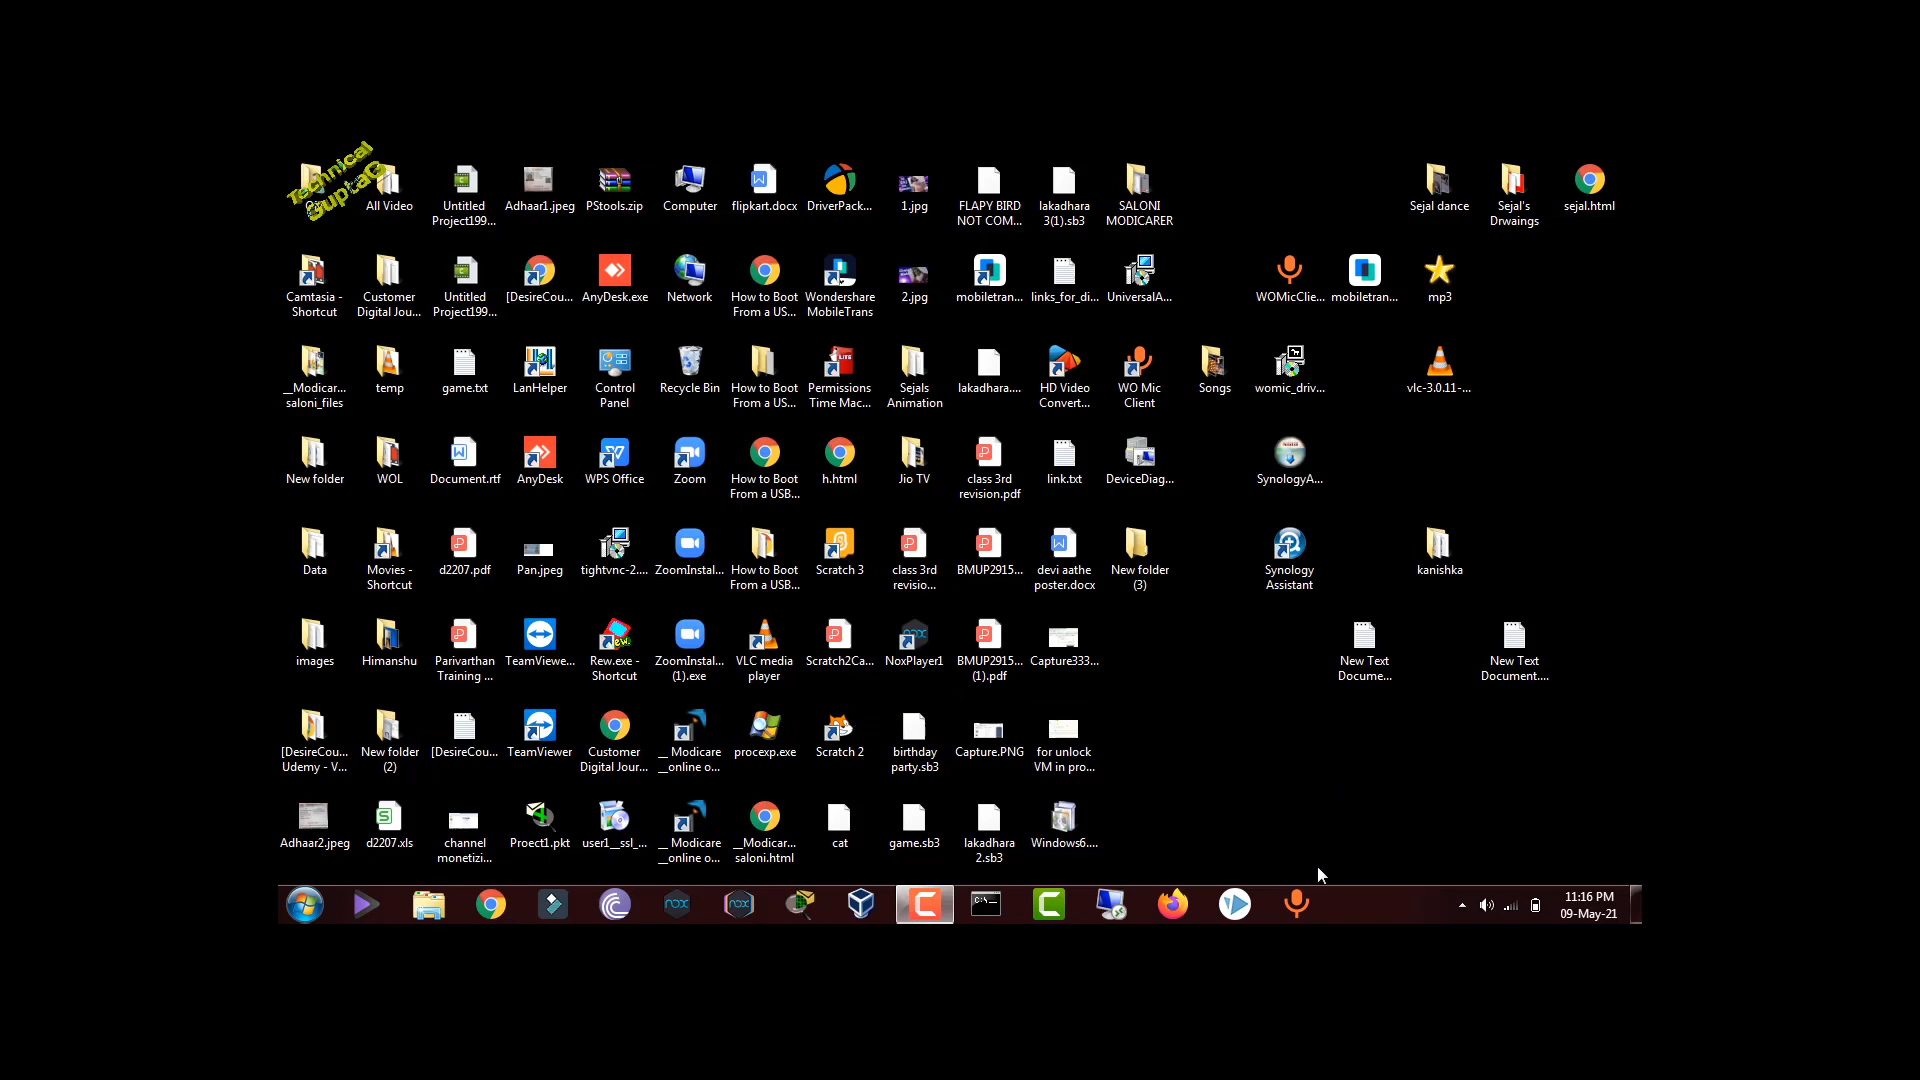 Technical
GuptaG
All Video
Untitled
Project199...
Adhaar1.jpeg
PStools.zip
Computer
flipkart.docx
DriverPack...
1.jpg
FLAPY BIRD
NOT COM...
lakadhara
3(1).sb3
SALONI
MODICARER
Sejal dance
Sejal's
Drwaings
sejal.html
Camtasia -
Shortcut
Customer
Digital Jou...
Untitled
Project199...
[DesireCou...
AnyDesk.exe
Network
How to Boot
From a US...
Wondershare
MobileTrans
2.jpg
mobiletran...
links_for_di...
UniversalA...
WOMicClie...
mobiletran...
mp3
__Modicar...
saloni_files
temp
game.txt
LanHelper
Control
Panel
Recycle Bin
How to Boot
From a US...
Permissions
Time Mac...
Sejals
Animation
lakadhara....
HD Video
Convert...
WO Mic
Client
Songs
womic_driv...
vlc-3.0.11-...
New folder
WOL
Document.rtf
AnyDesk
WPS Office
Zoom
How to Boot
From a USB...
h.html
Jio TV
class 3rd
revision.pdf
link.txt
DeviceDiag...
SynologyA...
Data
Movies -
Shortcut
d2207.pdf
Pan.jpeg
tightvnc-2....
ZoomInstal...
How to Boot
From a USB...
Scratch 3
class 3rd
revisio...
BMUP2915...
devi aathe
poster.docx
New folder
(3)
Synology
Assistant
kanishka
images
Himanshu
Parivarthan
Training ...
TeamViewe...
Rew.exe -
Shortcut
ZoomInstal...
(1).exe
VLC media
player
Scratch2Ca...
NoxPlayer1
BMUP2915...
(1).pdf
Capture333...
New Text
Docume...
New Text
Document....
[DesireCou...
Udemy - V...
New folder
(2)
[DesireCou...
TeamViewer
Customer
Digital Jour...
__ Modicare
__online o...
procexp.exe
Scratch 2
birthday
party.sb3
Capture.PNG
for unlock
VM in pro...
Adhaar2.jpeg
d2207.xls
channel
monetizi...
Proect1.pkt
user1__ssl_...
__ Modicare
__online o...
__Modicar...
saloni.html
cat
game.sb3
lakadhara
2.sb3
Windows6....
11:16 PM
09-May-21